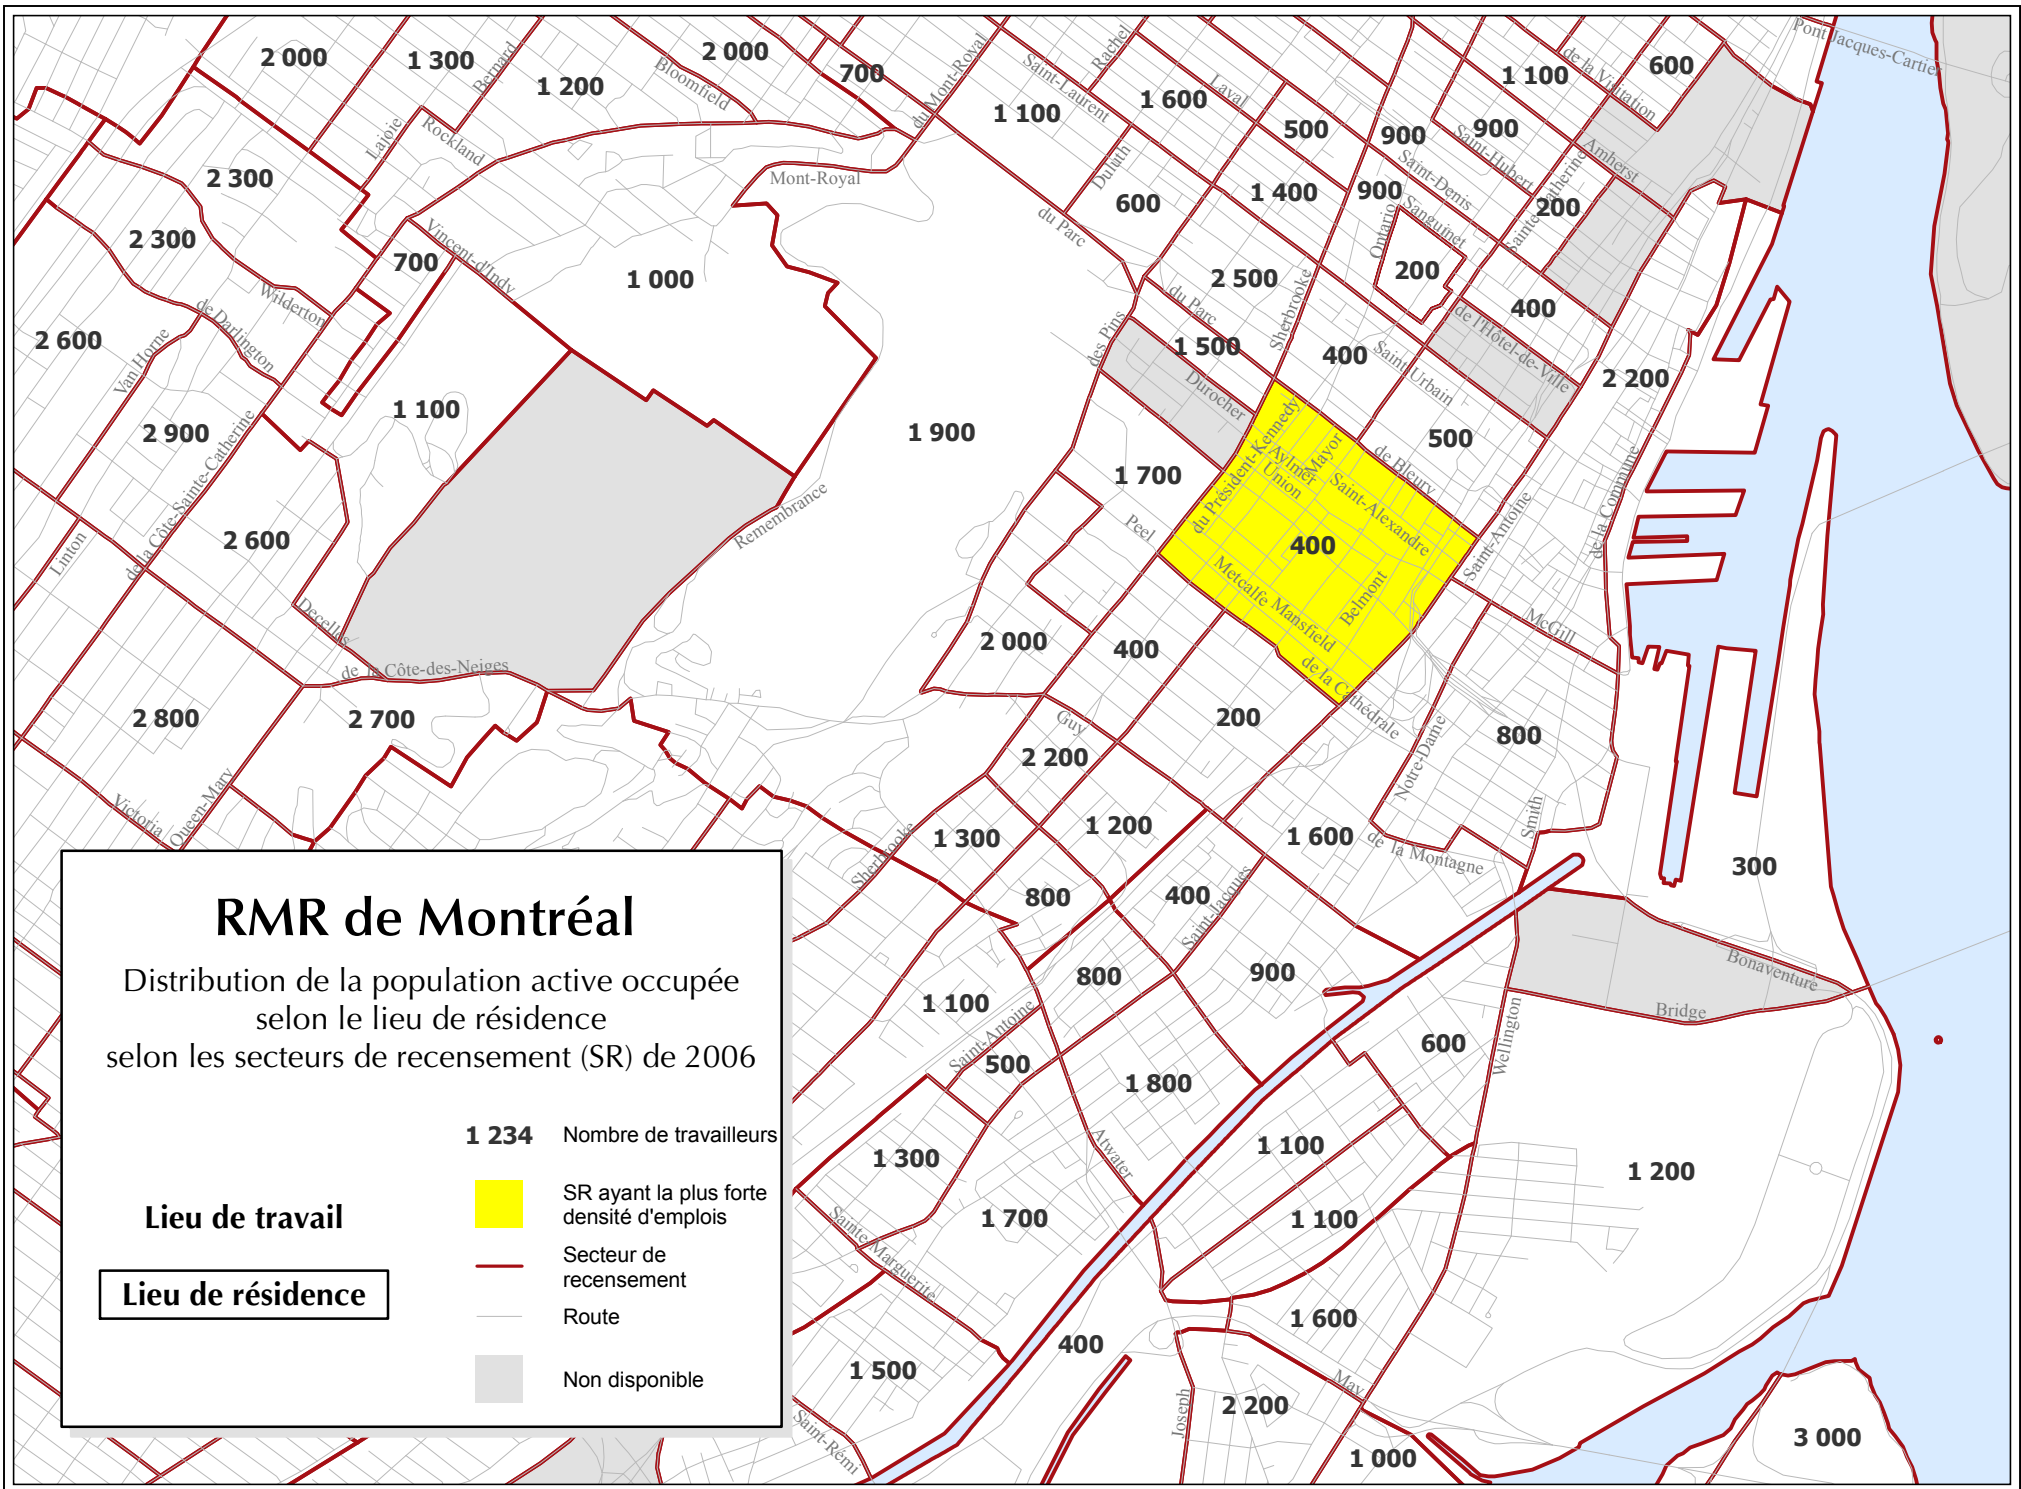 2 000
1 300
Bernard
1 200
Bloomfield
2 000
700
du Mont-Royal
Saint-Laurent
Rachel
1 100
1 600
Laval
500
900
1 100
de la Visitation
600
Pont Jacques-Cartier
900
Saint-Hubert
Amherst
Lajoie
Rockland
2 300
Mont-Royal
Duluth
600
1 400
900
Saint-Denis
Sanguinet
Sainte-Catherine
200
2 300
Vincent-d'Indy
700
1 000
du Parc
Ontario
200
2 500
du Parc
Sherbrooke
400
de l'Hôtel-de-Ville
Wilderton
de Darlington
2 600
Van Horne
des Pins
1 500
Durocher
400
Saint-Urbain
2 200
1 100
2 900
de la Côte-Sainte-Catherine
1 900
500
de Bleury
du Président-Kennedy
Aylmer
Union
Mayor
Saint-Alexandre
1 700
Peel
400
Saint-Antoine
de la Commune
Remembrance
2 600
Linton
Decelles
de la Côte-des-Neiges
Metcalfe
Mansfield
Belmont
de la Cathédrale
McGill
2 000
400
200
800
Notre-Dame
2 800
2 700
Guy
2 200
Victoria
Queen-Mary
Sherbrooke
1 300
1 200
1 600
de la Montagne
Smith
300
800
400
Saint-Jacques
900
800
1 100
Saint-Antoine
500
1 800
600
Wellington
Bonaventure
Bridge
1 300
Atwater
1 100
1 200
1 700
1 100
Sainte-Marguerite
1 600
400
1 500
Saint-Rémi
Joseph
2 200
May
1 000
3 000
RMR de Montréal
Distribution de la population active occupée
selon le lieu de résidence
selon les secteurs de recensement (SR) de 2006
1 234 Nombre de travailleurs
SR ayant la plus forte
densité d'emplois
Lieu de travail
Secteur de
recensement
Lieu de résidence
Route
Non disponible